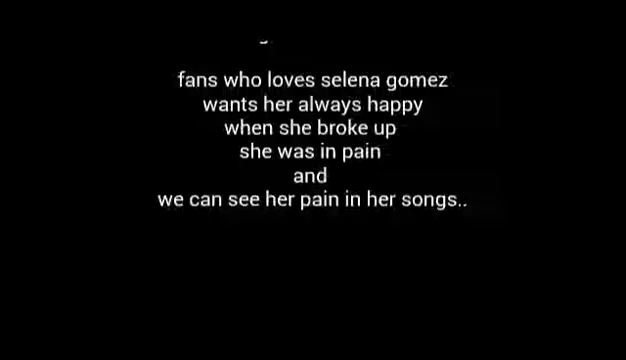 fans who loves selena gomez
wants her always happy
when she broke up
she was in pain
and
we can see her pain in her songs..